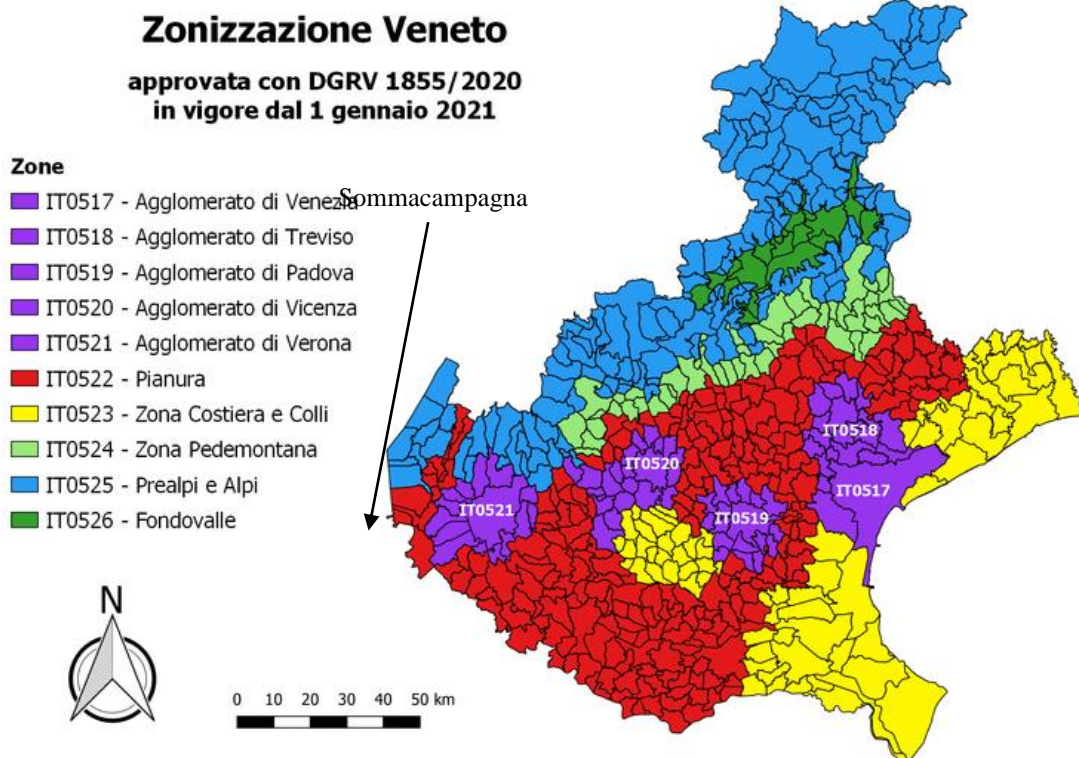 Zonizzazione Veneto
approvata con DGRV 1855/2020
in vigore dal 1 gennaio 2021
Zone
IT0517 - Agglomerato di Venezia
Sommacampagna
IT0518 - Agglomerato di Treviso
IT0519 - Agglomerato di Padova
IT0520 - Agglomerato di Vicenza
IT0521 - Agglomerato di Verona
IT0522 - Pianura
IT0523 - Zona Costiera e Colli
IT0524 - Zona Pedemontana
IT0525 - Prealpi e Alpi
IT0526 - Fondovalle
IT0518
IT0520
IT0517
IT0521
IT0519
N
0 10 20 30 40 50 km